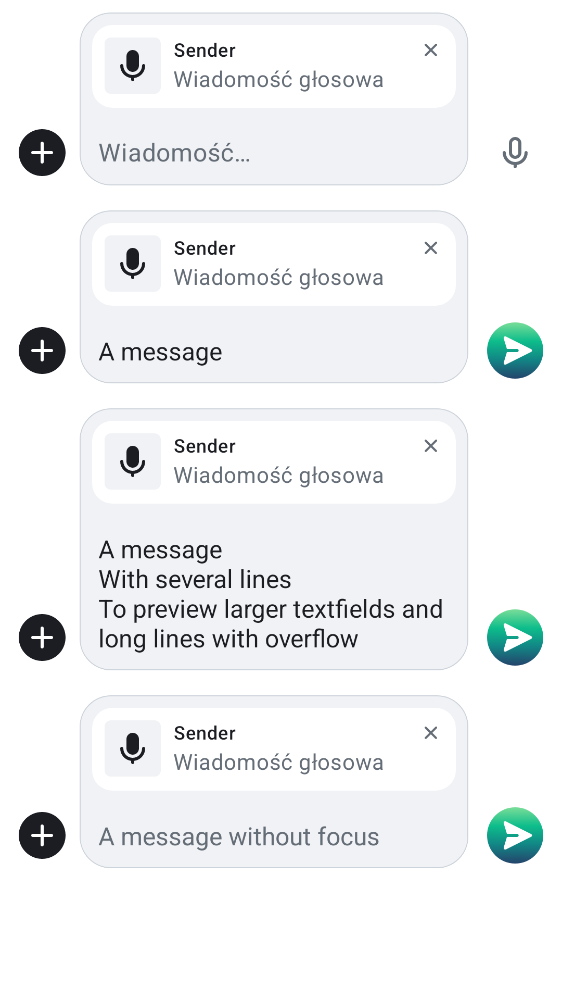 Sender
Wiadomość głosowa
Wiadomość…
Sender
Wiadomość głosowa
A message
Sender
Wiadomość głosowa
A message
With several lines
To preview larger textfields and
long lines with overflow
Sender
Wiadomość głosowa
A message without focus